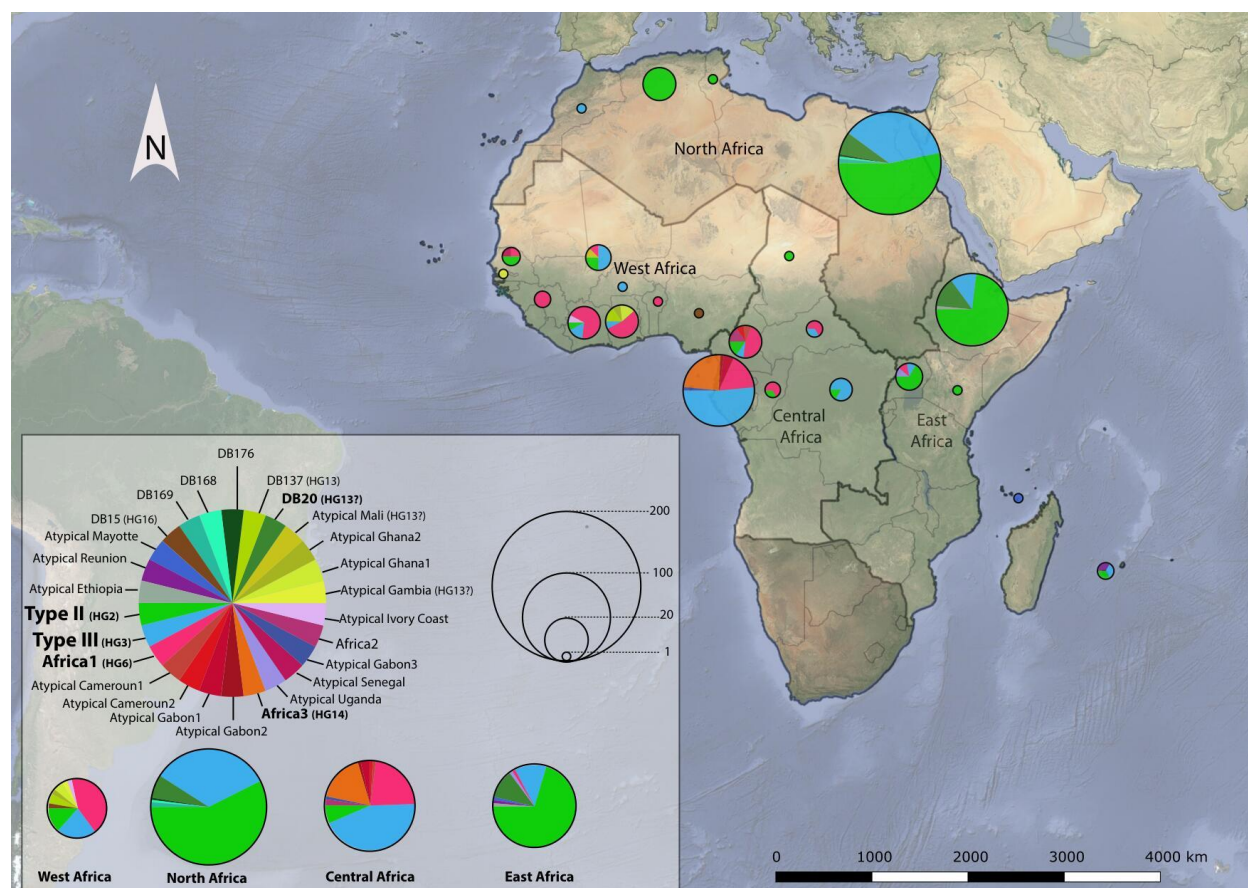 N
North Africa
West Africa
Central
Africa
East
Africa
DB176
DB168
DB169
DB15 (HG16)
Atypical Mayotte
Atypical Reunion
Atypical Ethiopia
Type II (HG2)
Type III (HG3)
Africa1 (HG6)
Atypical Cameroun1
Atypical Cameroun2
Atypical Gabon1
Atypical Gabon2
DB137 (HG13)
DB20 (HG13?)
Atypical Mali (HG13?)
Atypical Ghana2
Atypical Ghana1
Atypical Gambia (HG13?)
Atypical Ivory Coast
Africa2
Atypical Gabon3
Atypical Senegal
Atypical Uganda
Africa3 (HG14)
200
100
20
1
West Africa
North Africa
Central Africa
East Africa
0 1000 2000 3000 4000 km